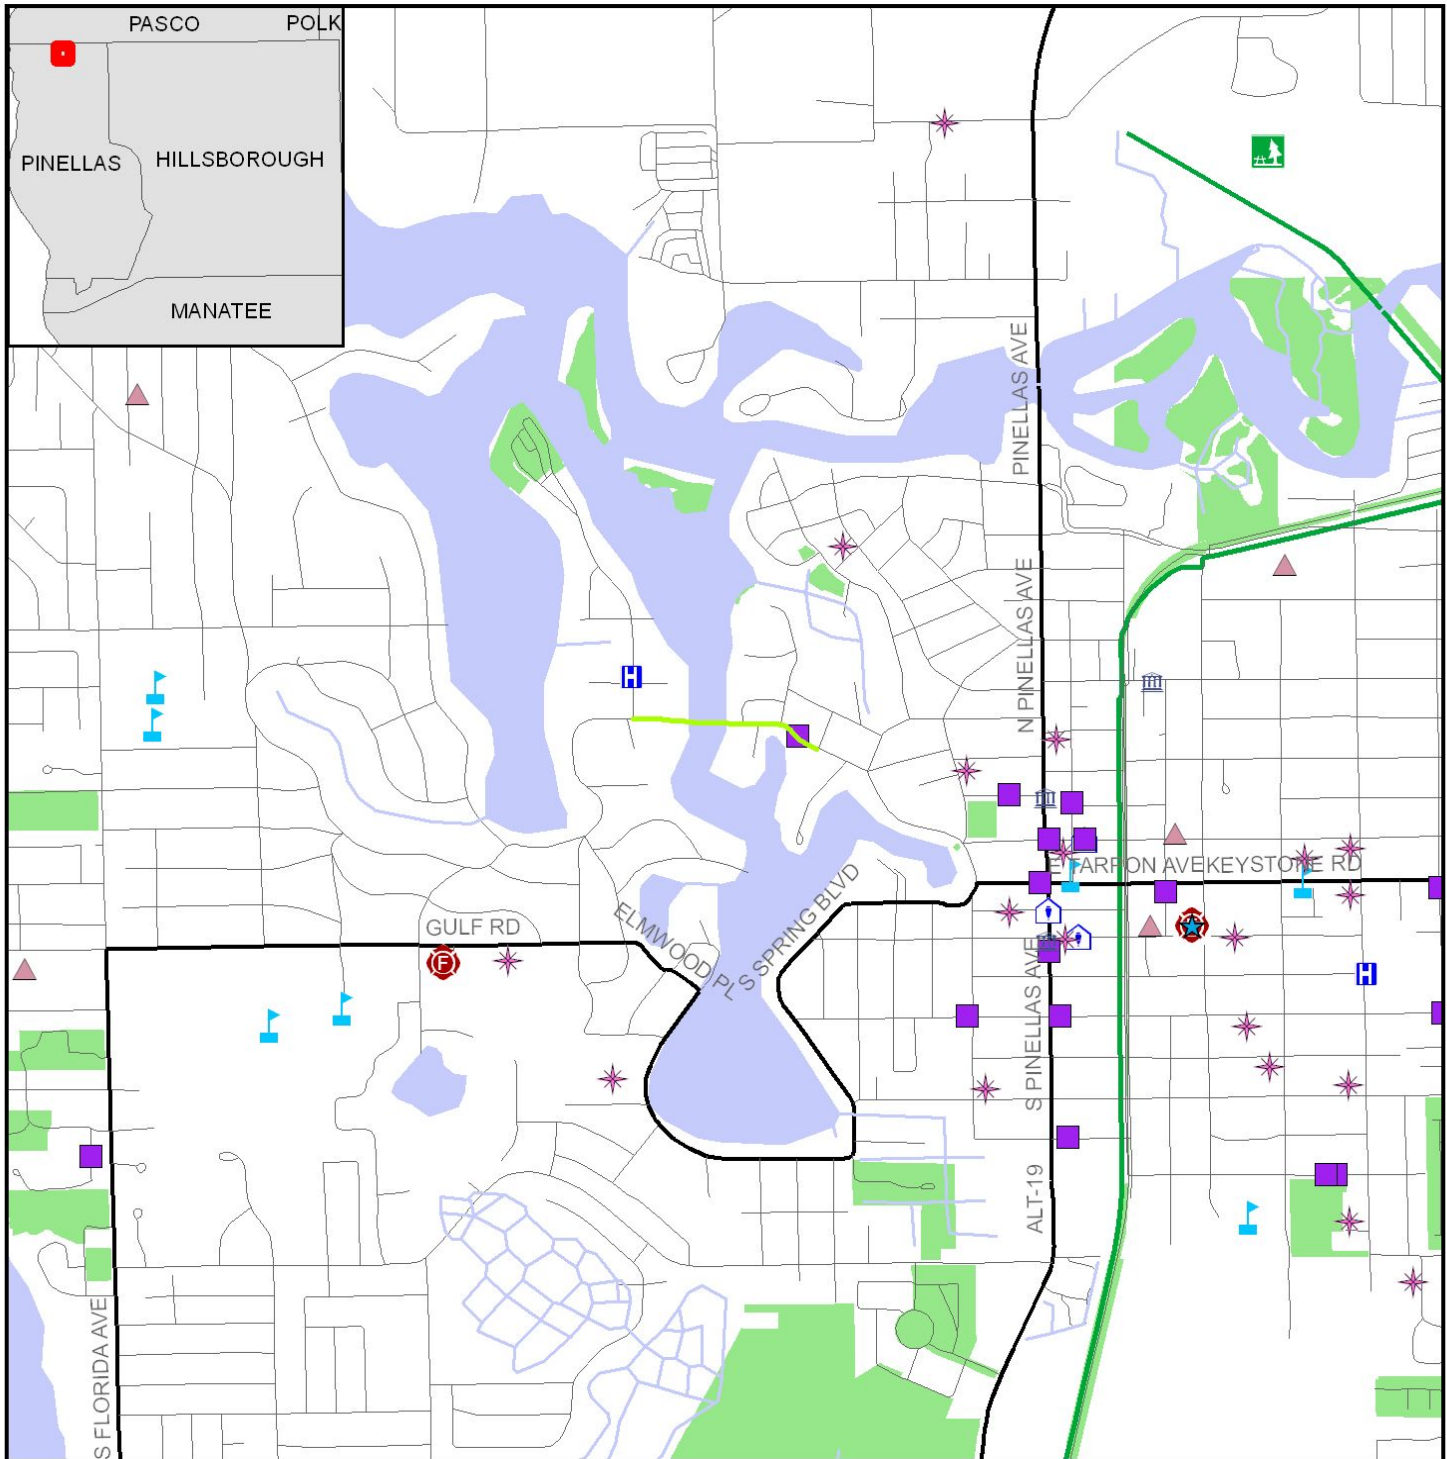 PASCO
POLK
PINELLAS
HILLSBOROUGH
MANATEE
PINELLAS AVE
N PINELLAS AVE
H
E TARPON AVE
KEYSTONE RD
GULF RD
ELMWOOD PL
S SPRING BLVD
F
S PINELLAS AVE
H
ALT-19
S FLORIDA AVE